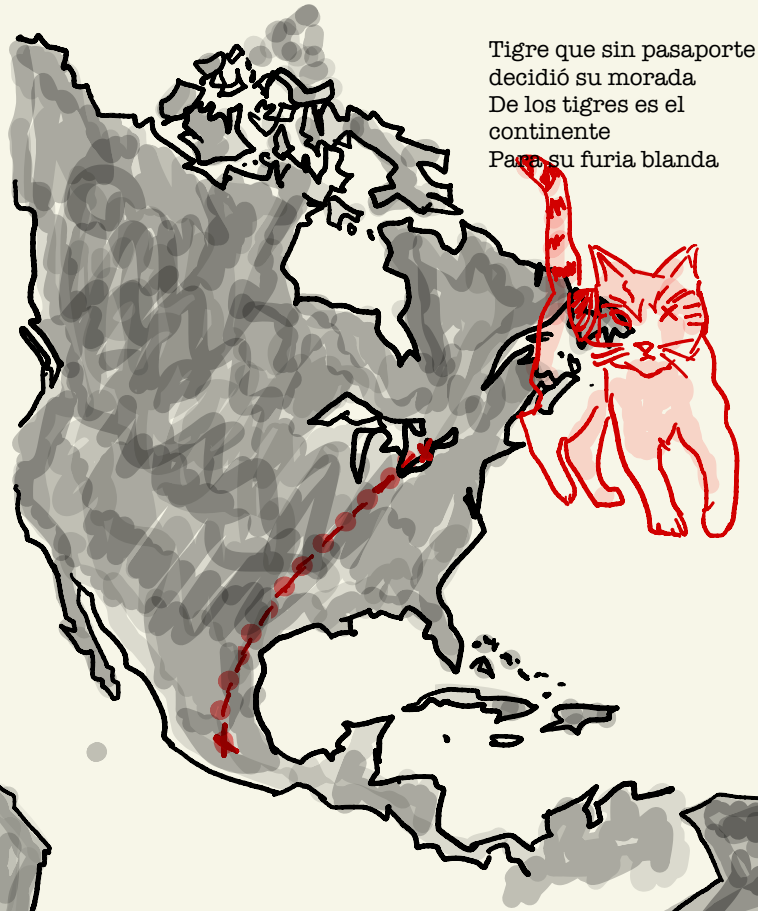 Tigre que sin pasaporte
decidió su morada
De los tigres es el
continente
Para su furia blanda